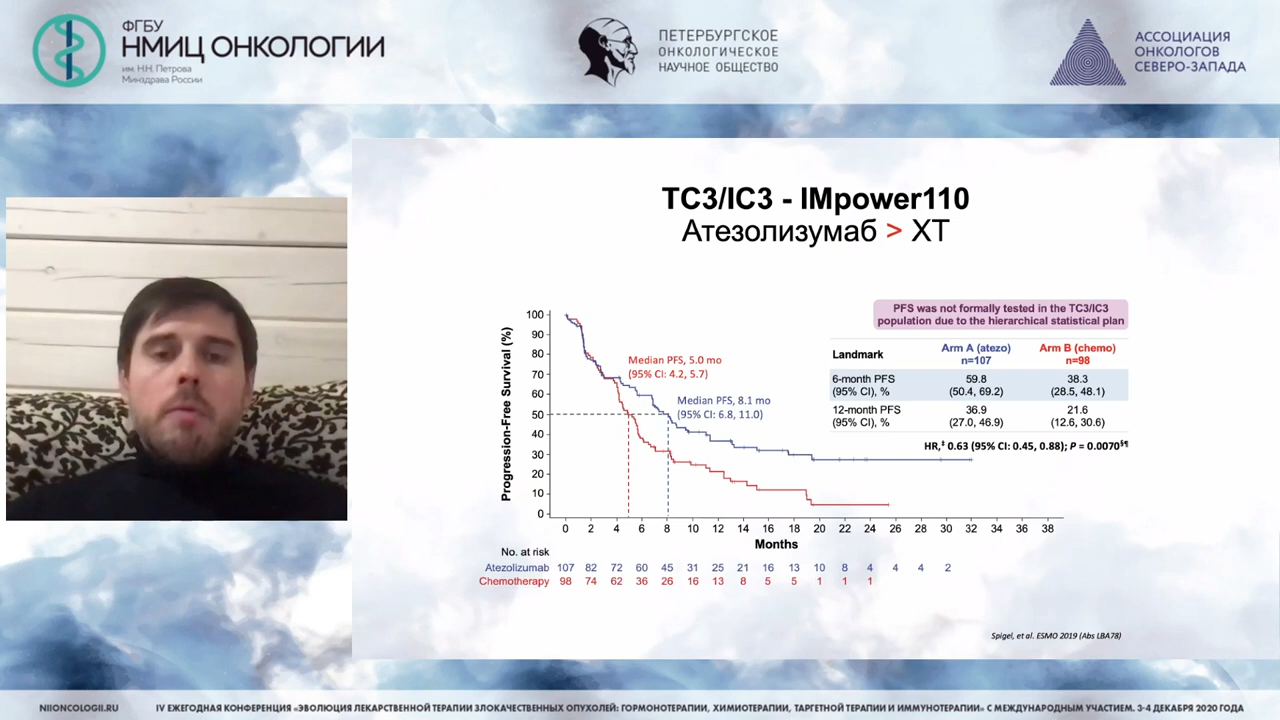 ФГБУ
НМИЦ ОНКОЛОГИИ
им. Н.Н. Петрова
Минздрава России
ПЕТЕРБУРГСКОЕ
ОНКОЛОГИЧЕСКОЕ
НАУЧНОЕ ОБЩЕСТВО
АССОЦИАЦИЯ
ОНКОЛОГОВ
СЕВЕРО-ЗАПАДА
TC3/IC3 - IMpower110
Атезолизумаб > ХТ
PFS was not formally tested in the TC3/IC3
population due to the hierarchical statistical plan
Landmark
Arm A (atezo)
n=107
Arm B (chemo)
n=98
6-month PFS
(95% CI), %
59.8
(50.4, 69.2)
38.3
(28.5, 48.1)
12-month PFS
(95% CI), %
36.9
(27.0, 46.9)
21.6
(12.6, 30.6)
HR,‡ 0.63 (95% CI: 0.45, 0.88); P = 0.0070§¶
Progression-Free Survival (%)
100
90
80
70
60
50
40
30
20
10
0
Median PFS, 5.0 mo
(95% CI: 4.2, 5.7)
Median PFS, 8.1 mo
(95% CI: 6.8, 11.0)
0 2 4 6 8 10 12 14 16 18 20 22 24 26 28 30 32 34 36 38
Months
No. at risk
Atezolizumab 107 82 72 60 45 31 25 21 16 13 10 8 4 4 4 2
Chemotherapy 98 74 62 36 26 16 13 8 5 5 1 1 1
Spigel, et al. ESMO 2019 (Abs LBA78)
NIIONCOLOGII.RU
IV ЕЖЕГОДНАЯ КОНФЕРЕНЦИЯ «ЭВОЛЮЦИЯ ЛЕКАРСТВЕННОЙ ТЕРАПИИ ЗЛОКАЧЕСТВЕННЫХ ОПУХОЛЕЙ: ГОРМОНОТЕРАПИИ, ХИМИОТЕРАПИИ, ТАРГЕТНОЙ ТЕРАПИИ И ИММУНОТЕРАПИИ» С МЕЖДУНАРОДНЫМ УЧАСТИЕМ. 3-4 ДЕКАБРЯ 2020 ГОДА